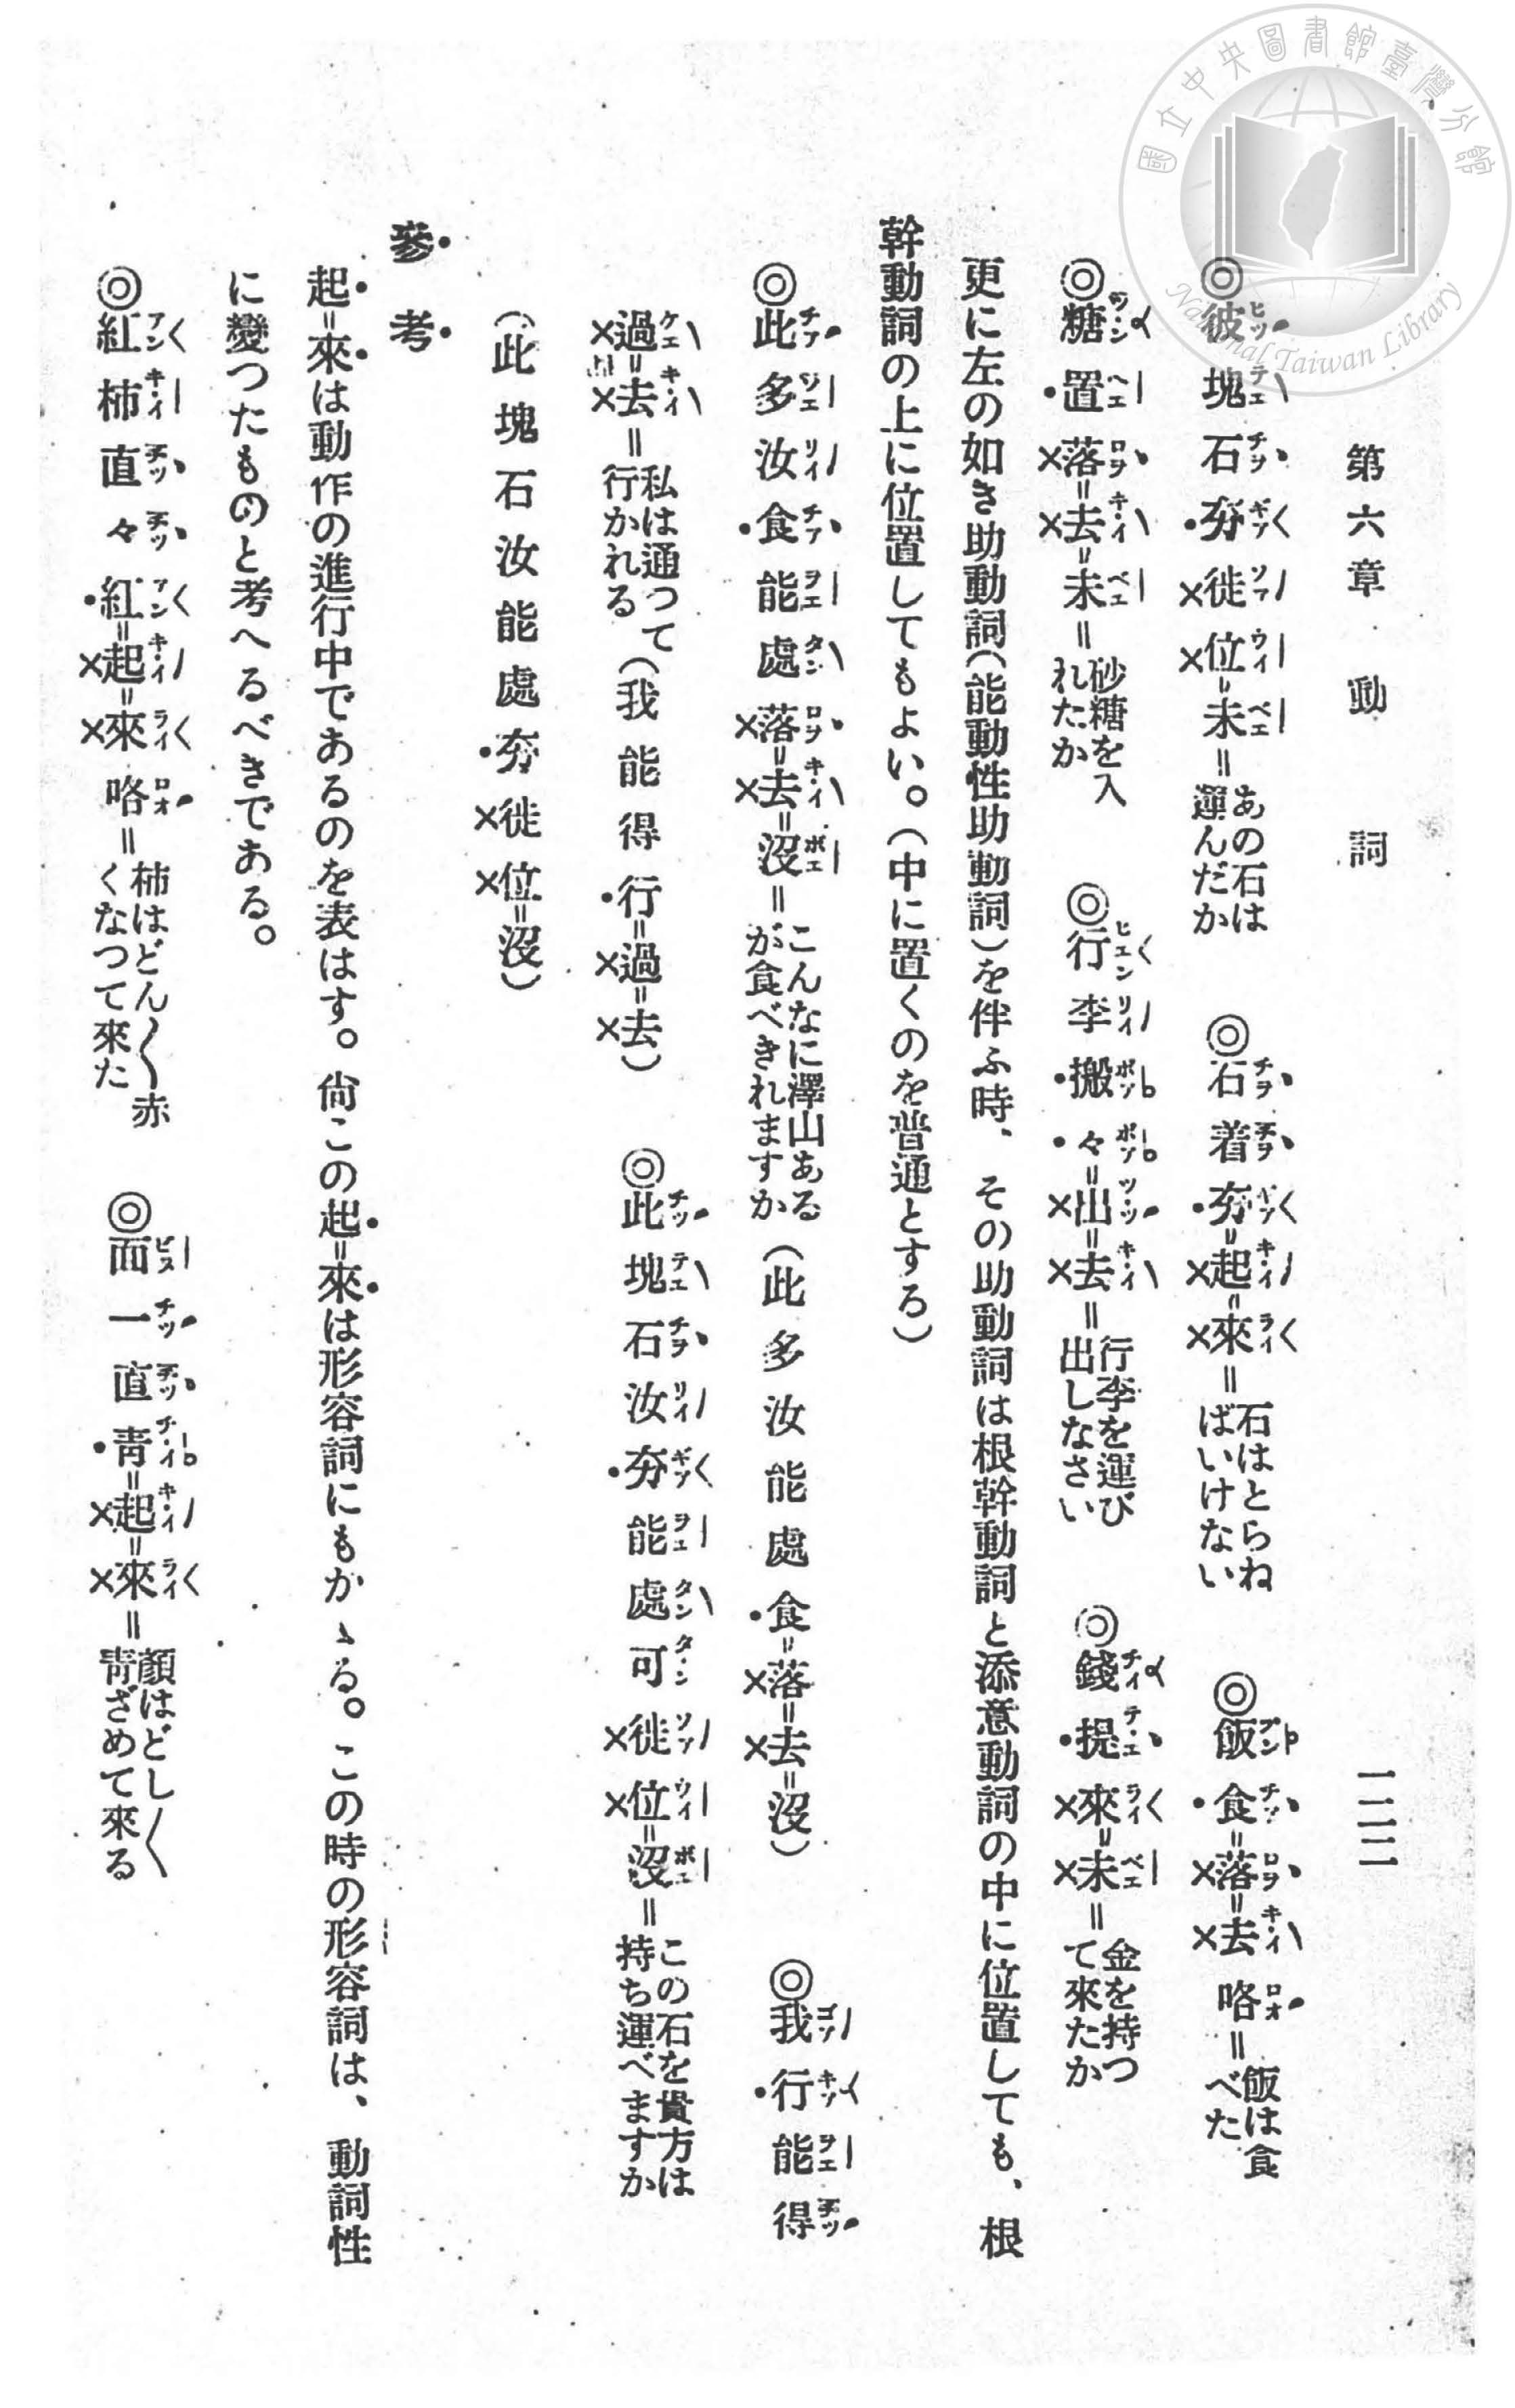 國立中央圖書館臺灣分館
National Taiwan Library
第六章 動詞 一二二
◎彼塊石夯徙=位=未=あの石は運んだか ◎石着夯=起=來=石はとらねばいけない ◎飯食=落=去咯=飯は食べた
◎糖置落=去=未=砂糖を入れたか ◎行李搬々=出=去=行李を運び出しなさい ◎錢提來=未=金を持つて來たか
更に左の如き助動詞(能動性助動詞)を伴ふ時、その助動詞は根幹動詞と添意動詞の中に位置しても、根
幹動詞の上に位置してもよい。(中に置くのを普通とする)
◎此多汝食能處落=去=沒=こんなに澤山あるが食べきれますか(此多汝能處食=落=去=沒) ◎我行能得
過=去=私は通つて行かれる(我能得行=過=去) ◎此塊石汝夯能處可徙位=沒=この石を貴方は持ち運べますか
(此塊石汝能處夯徙位=沒)
參考
起=來は動作の進行中であるのを表はす。尙この起=來は形容詞にもかゝる。この時の形容詞は、動詞性
に變つたものと考へるべきである。
◎紅柿直々紅=起=來咯=柿はどん〱赤くなつて來た ◎面一直靑=起=來=顏はどし〱靑ざめて來る